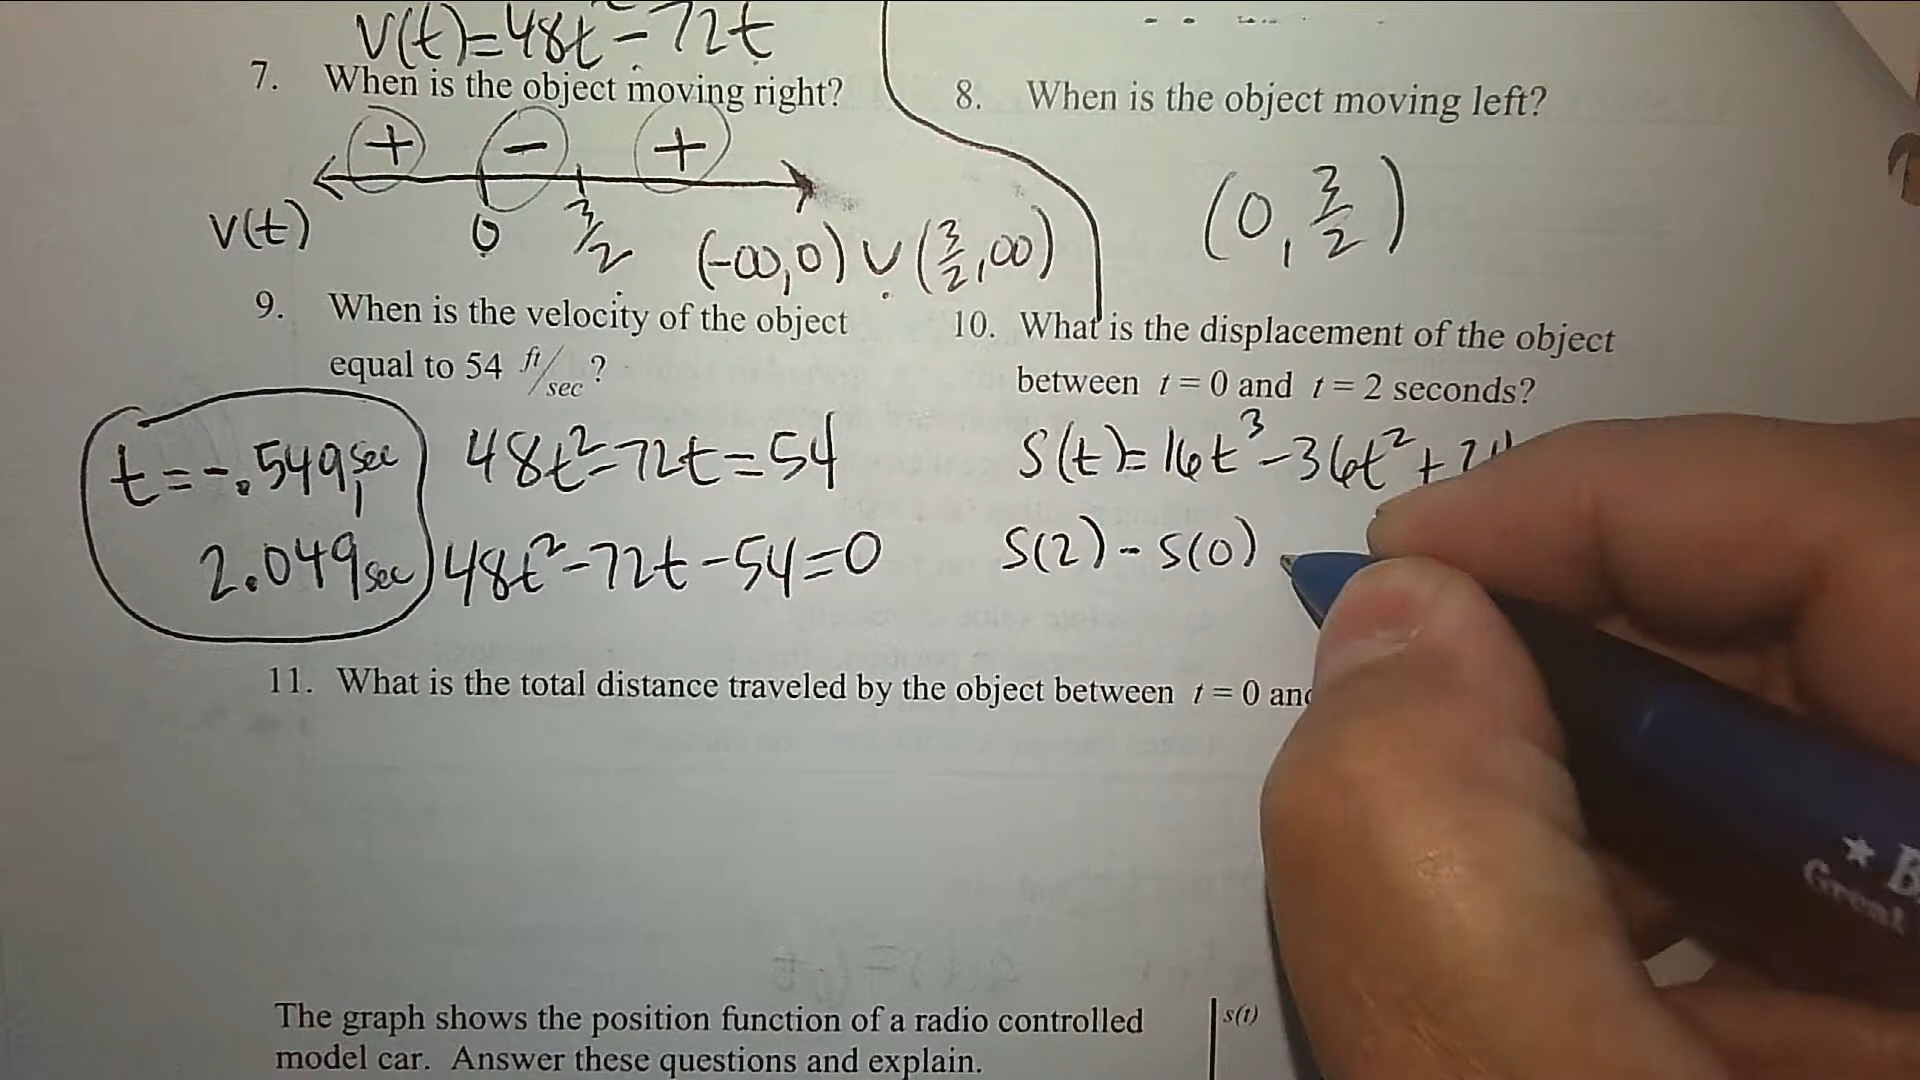 v(t)=48t²-72t
7. When is the object moving right?
+ - +
v(t) 0 3/2 (-∞,0) ∪ (3/2,∞)
8. When is the object moving left?
(0, 3/2)
9. When is the velocity of the object
equal to 54 ft/sec ?
t=-.549 sec,
2.049 sec
48t²-72t=54
48t²-72t-54=0
10. What is the displacement of the object
between t = 0 and t = 2 seconds?
S(t)=16t³-36t²+
S(2)-S(0)
11. What is the total distance traveled by the object between t = 0
The graph shows the position function of a radio controlled
model car. Answer these questions and explain.
s(t)